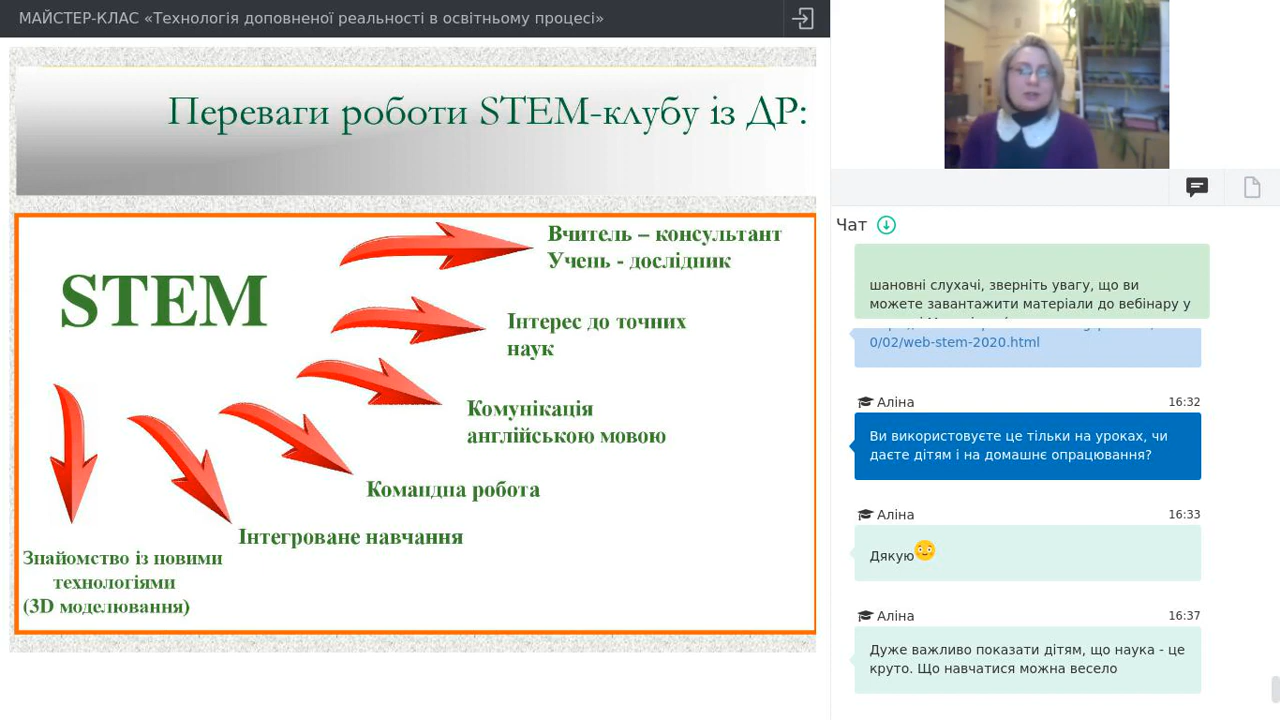 МАЙСТЕР-КЛАС «Технологія доповненої реальності в освітньому процесі»
Переваги роботи STEM-клубу із ДР:
STEM
Вчитель – консультант
Учень - дослідник
Інтерес до точних
наук
Комунікація
англійською мовою
Командна робота
Інтегроване навчання
Знайомство із новими
технологіями
(3D моделювання)
Чат
шановні слухачі, зверніть увагу, що ви
можете завантажити матеріали до вебінару у
0/02/web-stem-2020.html
Аліна 16:32
Ви використовуєте це тільки на уроках, чи
даєте дітям і на домашнє опрацювання?
Аліна 16:33
Дякую😳
Аліна 16:37
Дуже важливо показати дітям, що наука - це
круто. Що навчатися можна весело